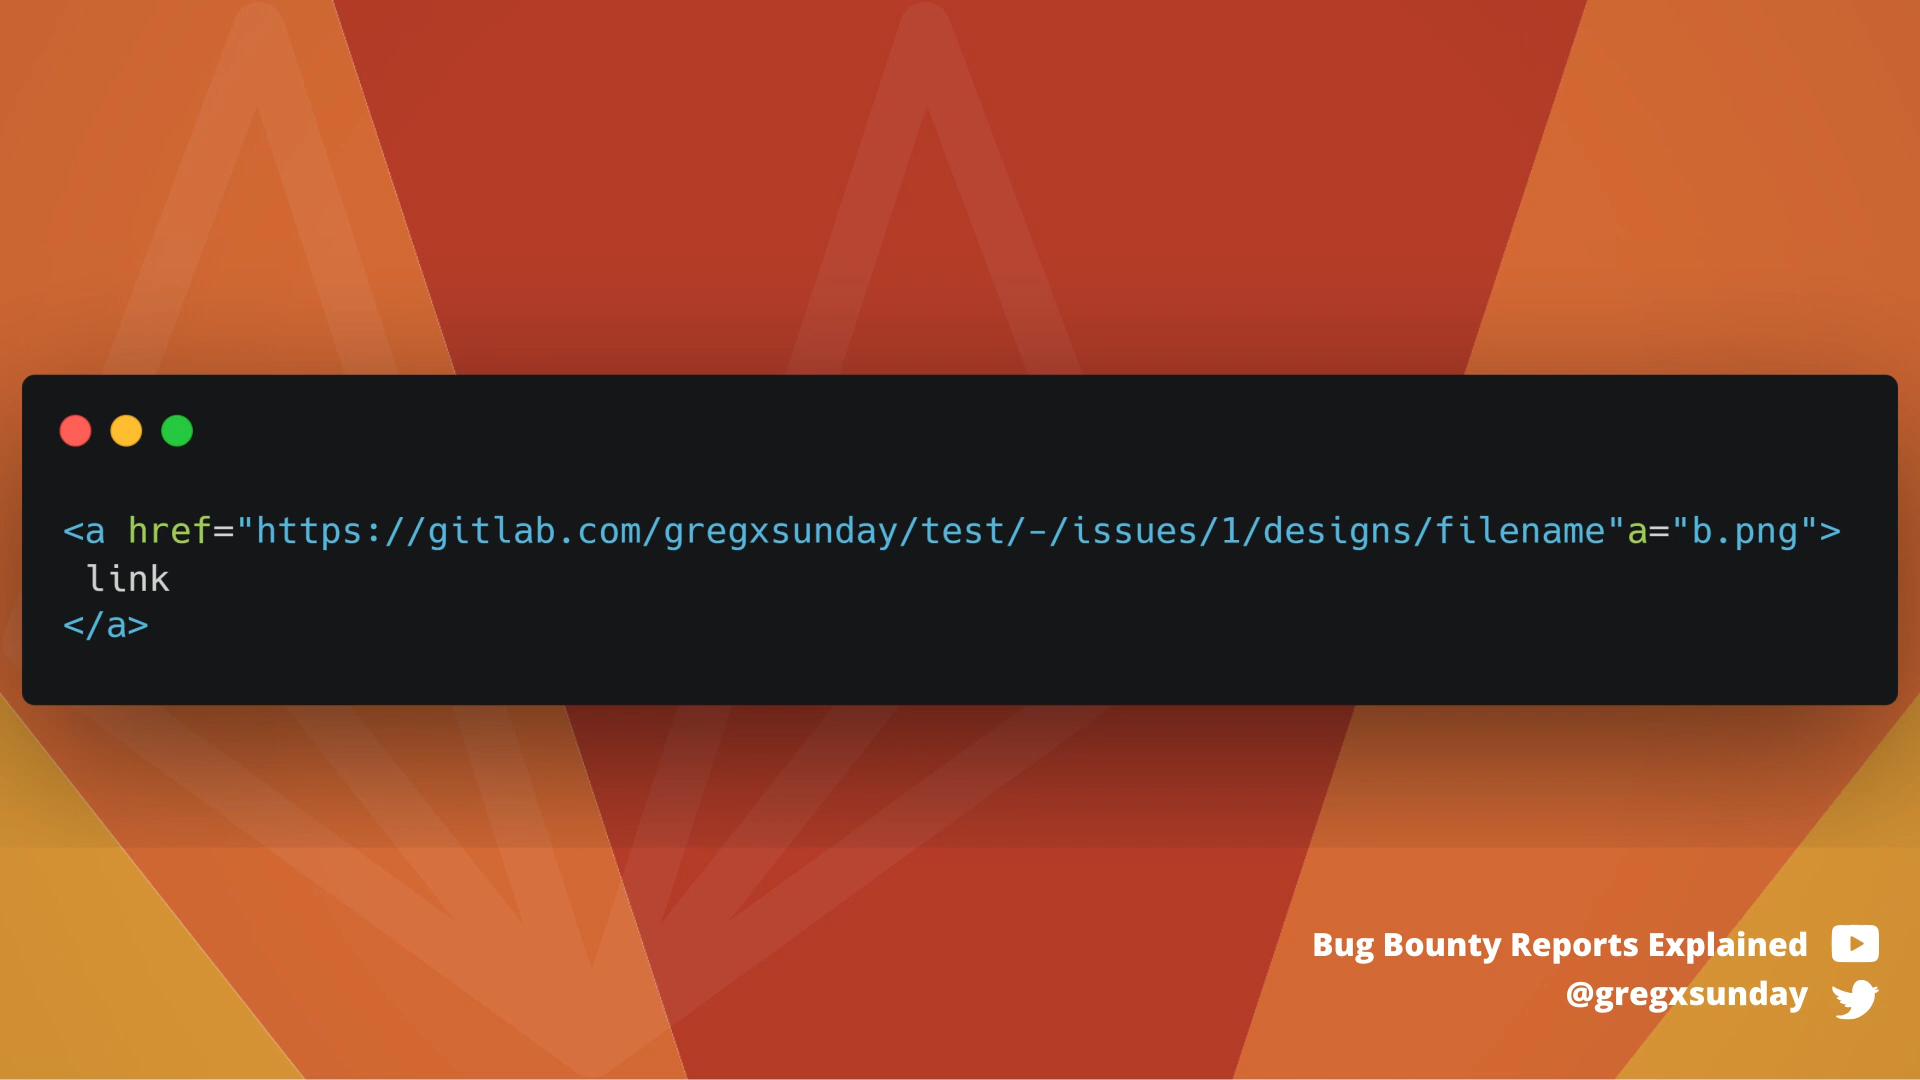 <a href="https://gitlab.com/gregxsunday/test/-/issues/1/designs/filename"a="b.png">
link
</a>
Bug Bounty Reports Explained
@gregxsunday